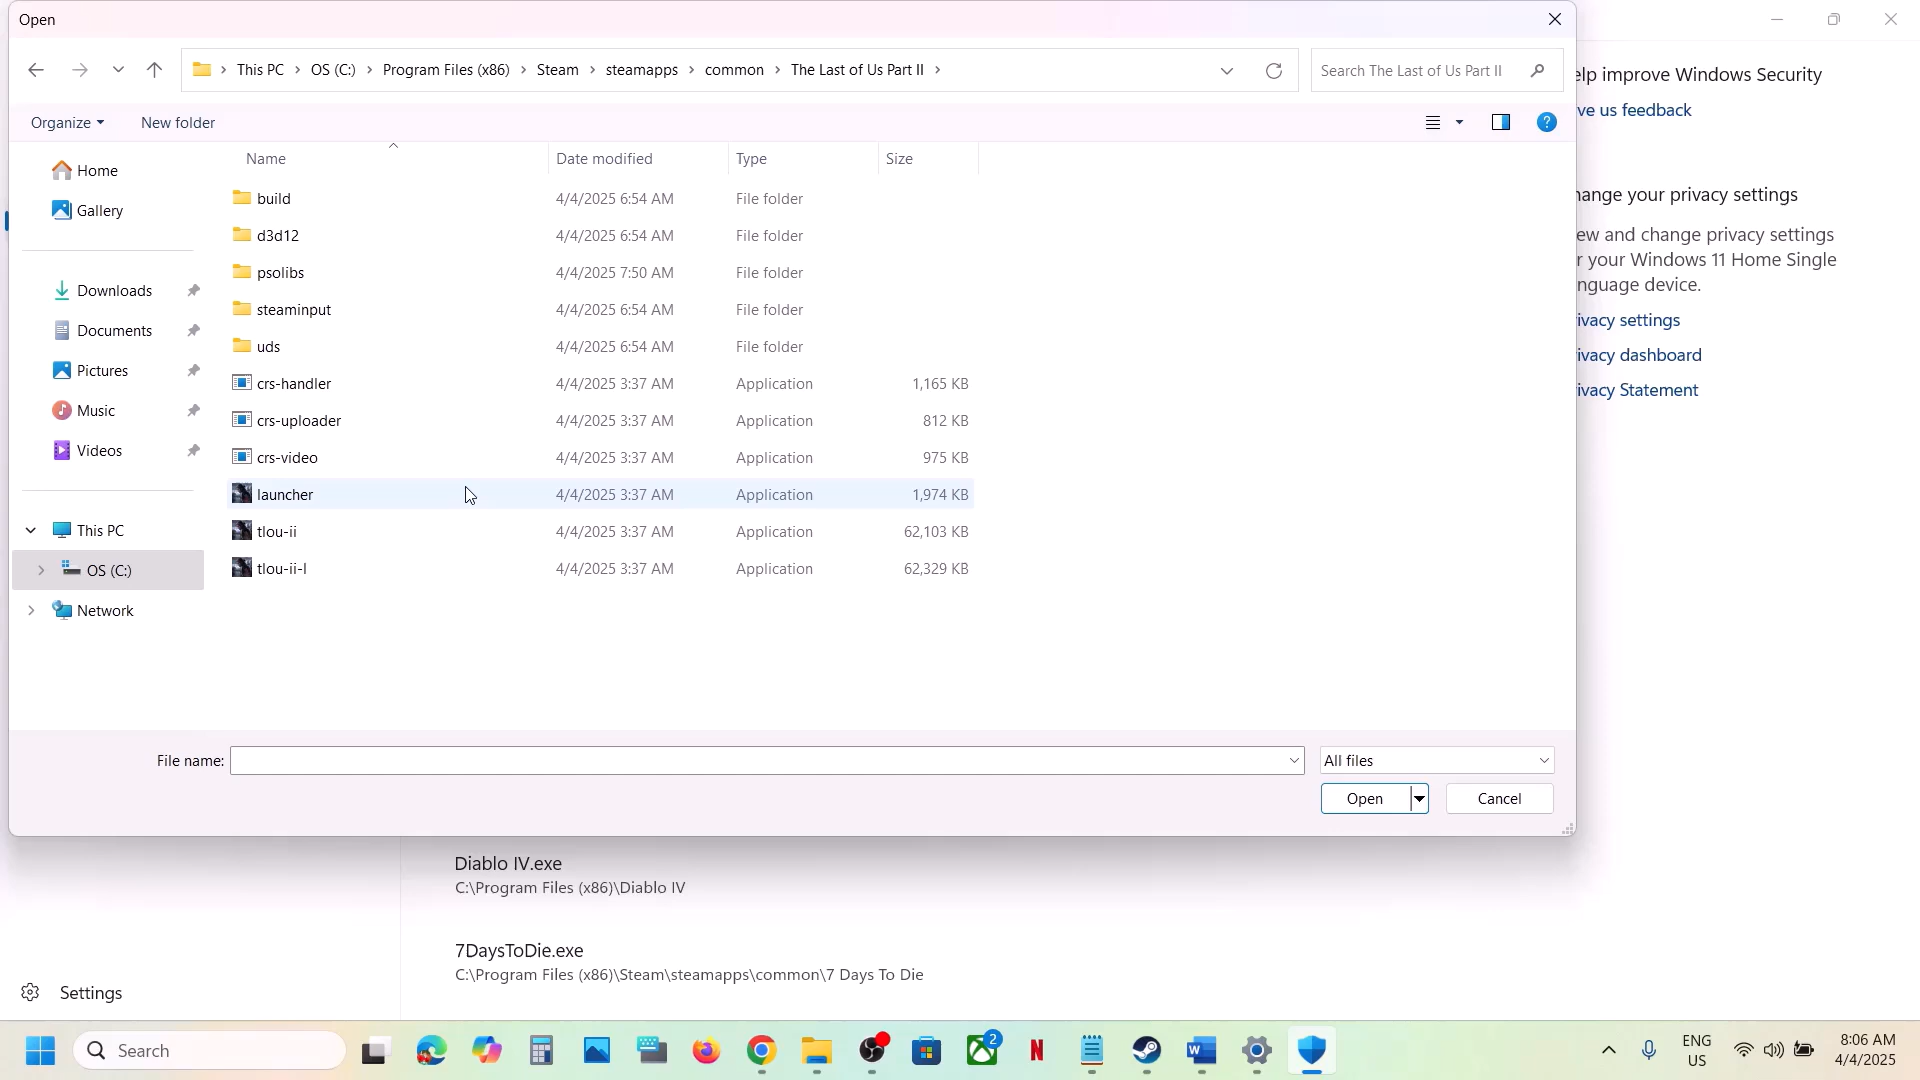 Open
This PC > OS (C:) > Program Files (x86) > Steam > steamapps > common > The Last of Us Part II >
Search The Last of Us Part II
Organize
New folder
Name
Date modified
Type
Size
Home
Gallery
Downloads
Documents
Pictures
Music
Videos
This PC
OS (C:)
Network
build 4/4/2025 6:54 AM File folder
d3d12 4/4/2025 6:54 AM File folder
psolibs 4/4/2025 7:50 AM File folder
steaminput 4/4/2025 6:54 AM File folder
uds 4/4/2025 6:54 AM File folder
crs-handler 4/4/2025 3:37 AM Application 1,165 KB
crs-uploader 4/4/2025 3:37 AM Application 812 KB
crs-video 4/4/2025 3:37 AM Application 975 KB
launcher 4/4/2025 3:37 AM Application 1,974 KB
tlou-ii 4/4/2025 3:37 AM Application 62,103 KB
tlou-ii-l 4/4/2025 3:37 AM Application 62,329 KB
File name:
All files
Open
Cancel
elp improve Windows Security
ve us feedback
hange your privacy settings
ew and change privacy settings
r your Windows 11 Home Single
nguage device.
ivacy settings
ivacy dashboard
ivacy Statement
Diablo IV.exe
C:\Program Files (x86)\Diablo IV
7DaysToDie.exe
C:\Program Files (x86)\Steam\steamapps\common\7 Days To Die
Settings
Search
2
ENG
US
8:06 AM
4/4/2025